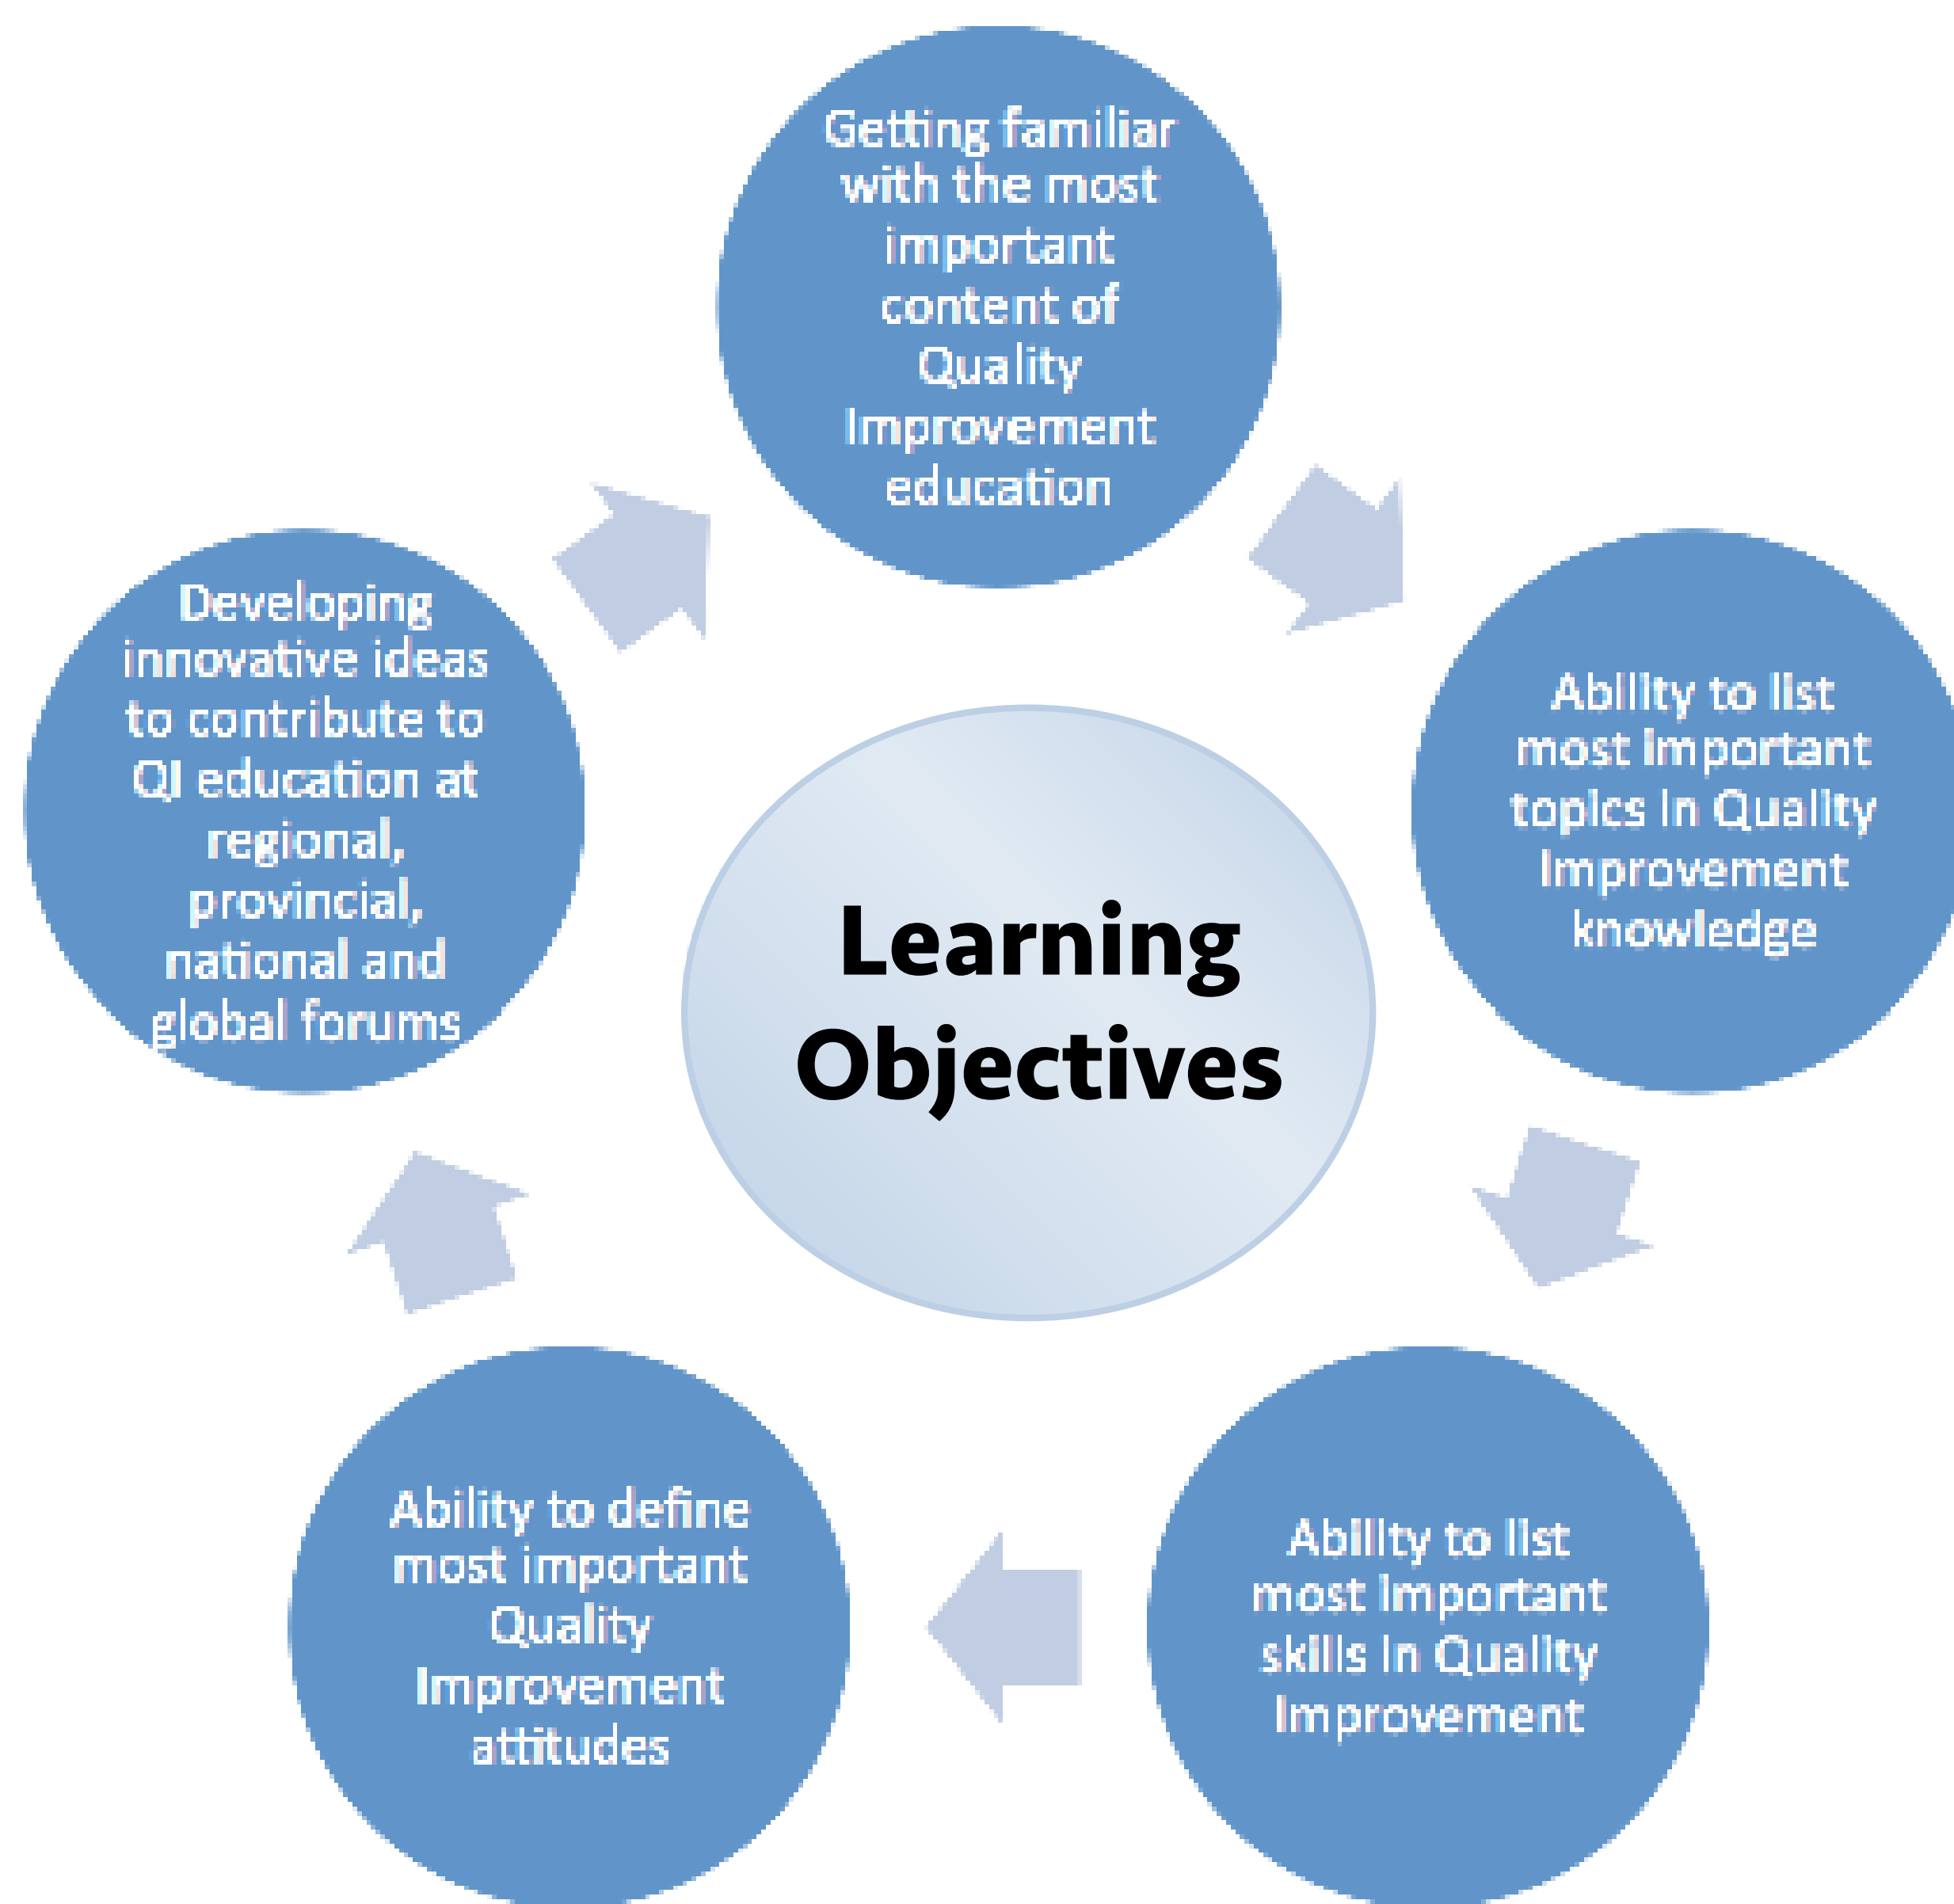 Getting familiar
with the most
important
content of
Quality
Improvement
education
Ability to list
most important
topics in Quality
Improvement
knowledge
Ability to list
most important
skills in Quality
Improvement
Ability to define
most important
Quality
Improvement
attitudes
Developing
innovative ideas
to contribute to
QI education at
regional,
provincial,
national and
global forums
Learning
Objectives